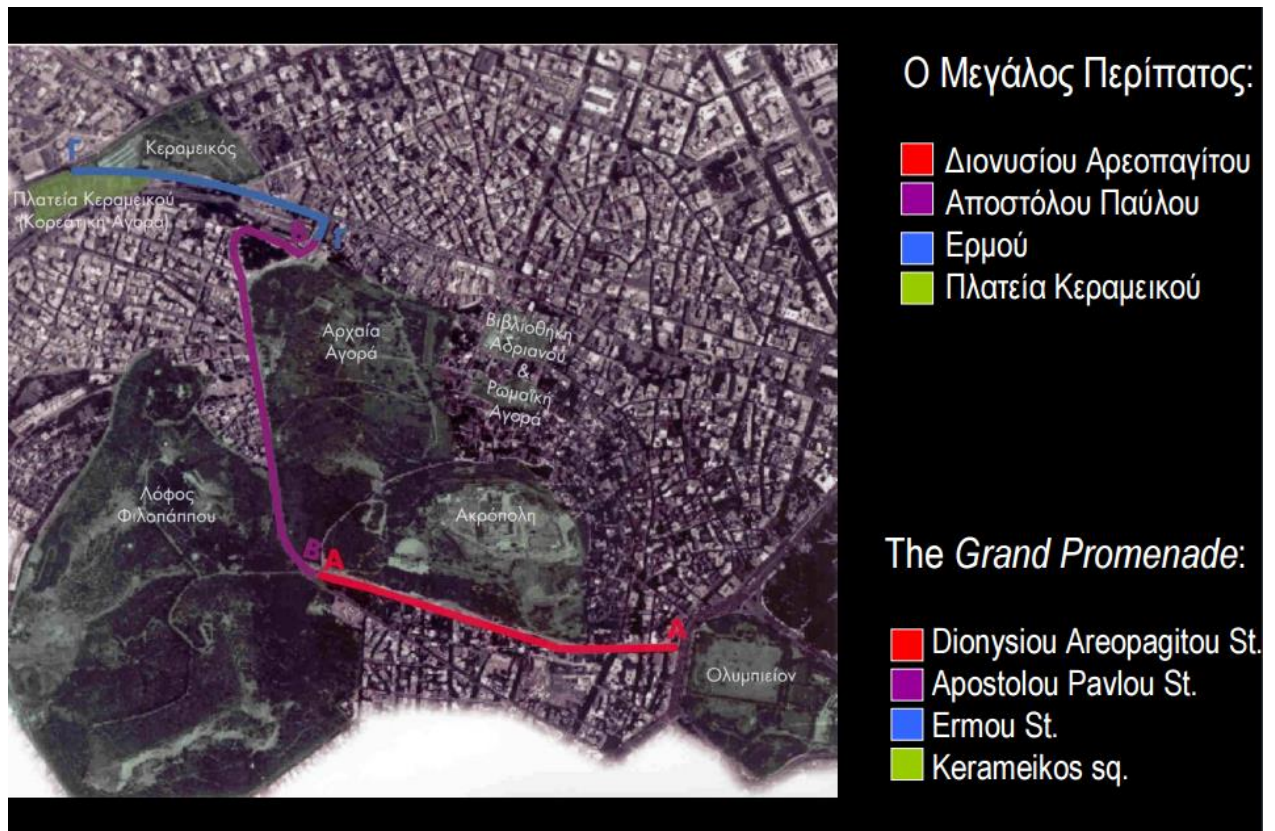 Ο Μεγάλος Περίπατος:
Διονυσίου Αρεοπαγίτου
Αποστόλου Παύλου
Ερμού
Πλατεία Κεραμεικού
The Grand Promenade:
Dionysiou Areopagitou St.
Apostolou Pavlou St.
Ermou St.
Kerameikos sq.
Γ
Κεραμεικός
Πλατεία Κεραμεικού
(Κορεάτικη Αγορά)
Β
Γ
Αρχαία
Αγορά
Βιβλιοθήκη
Αδριανού
&
Ρωμαϊκή
Αγορά
Λόφος
Φιλοπάππου
Ακρόπολη
Β
Α
Α
Ολυμπιείον